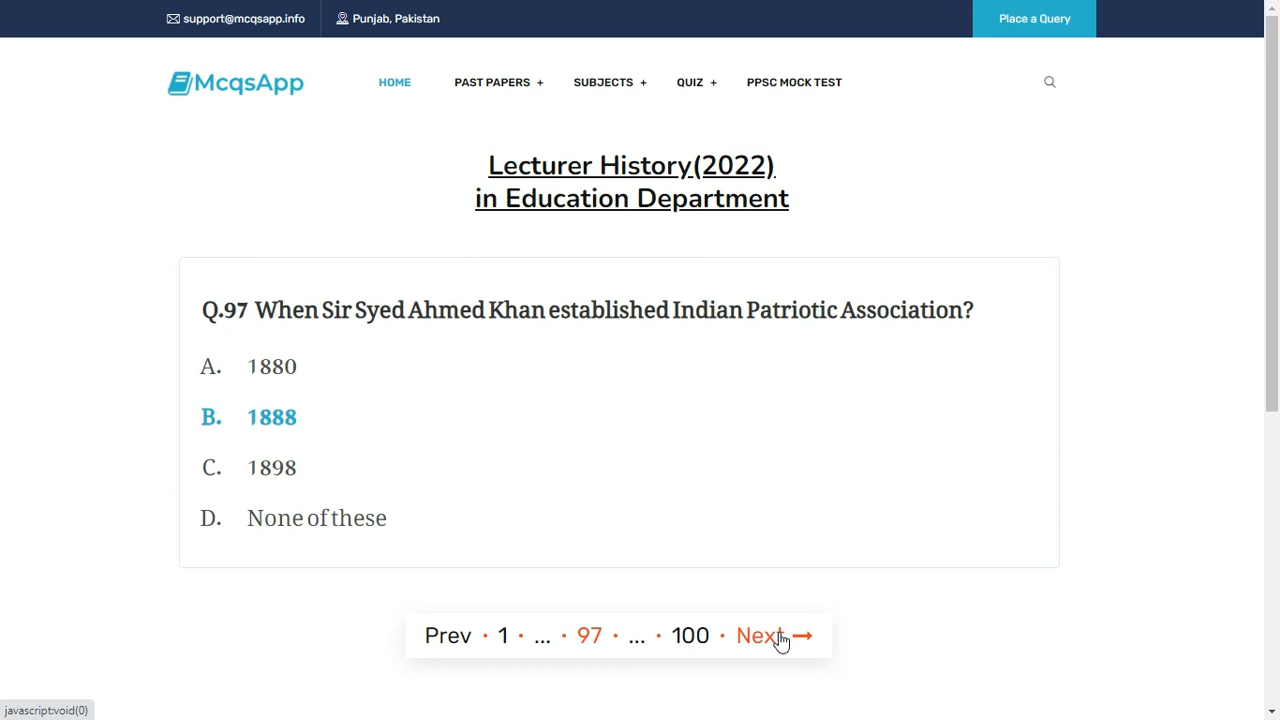 support@mcqsapp.info Punjab, Pakistan Place a Query
McqsApp HOME PAST PAPERS + SUBJECTS + QUIZ + PPSC MOCK TEST
Lecturer History(2022)
in Education Department
Q.97 When Sir Syed Ahmed Khan established Indian Patriotic Association?
A. 1880
B. 1888
C. 1898
D. None of these
Prev · 1 · ... · 97 · ... · 100 · Next →
javascript:void(0)